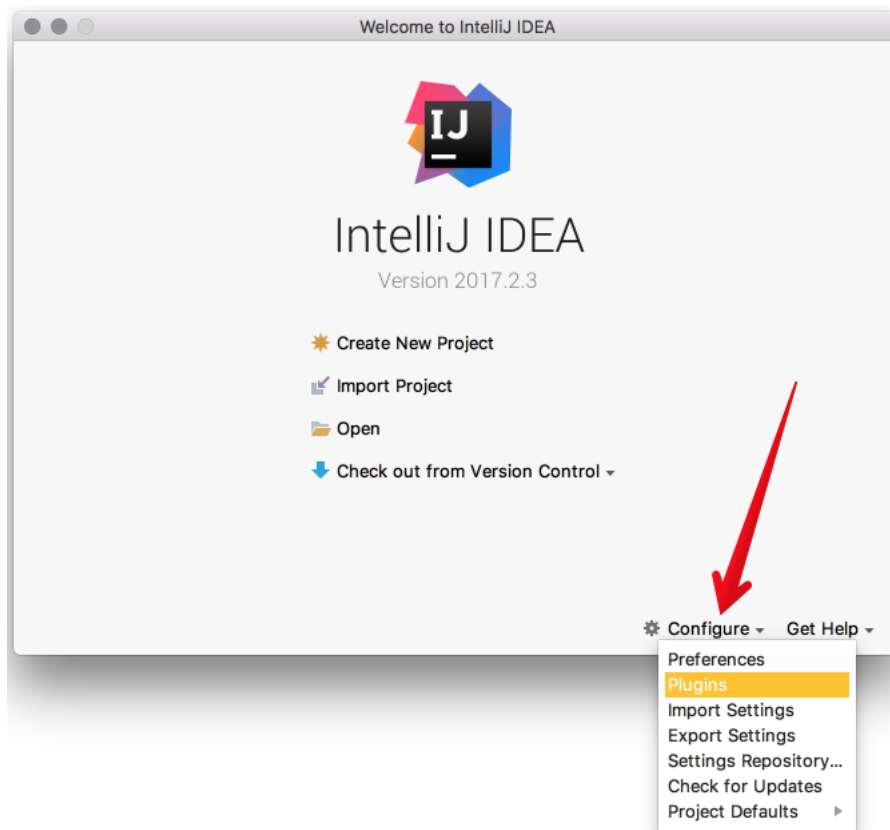 Welcome to IntelliJ IDEA
IJ
IntelliJ IDEA
Version 2017.2.3
Create New Project
Import Project
Open
Check out from Version Control
Configure
Get Help
Preferences
Plugins
Import Settings
Export Settings
Settings Repository...
Check for Updates
Project Defaults